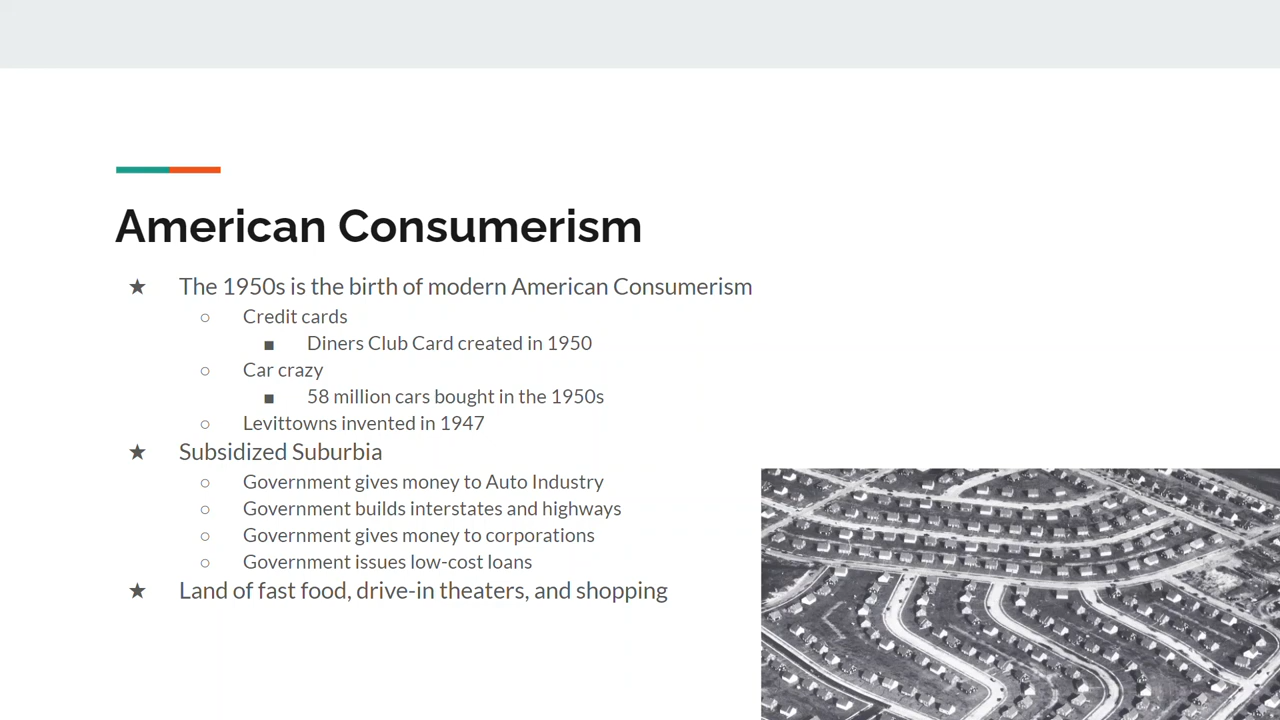 American Consumerism
★ The 1950s is the birth of modern American Consumerism
○ Credit cards
■ Diners Club Card created in 1950
○ Car crazy
■ 58 million cars bought in the 1950s
○ Levittowns invented in 1947
★ Subsidized Suburbia
○ Government gives money to Auto Industry
○ Government builds interstates and highways
○ Government gives money to corporations
○ Government issues low-cost loans
★ Land of fast food, drive-in theaters, and shopping